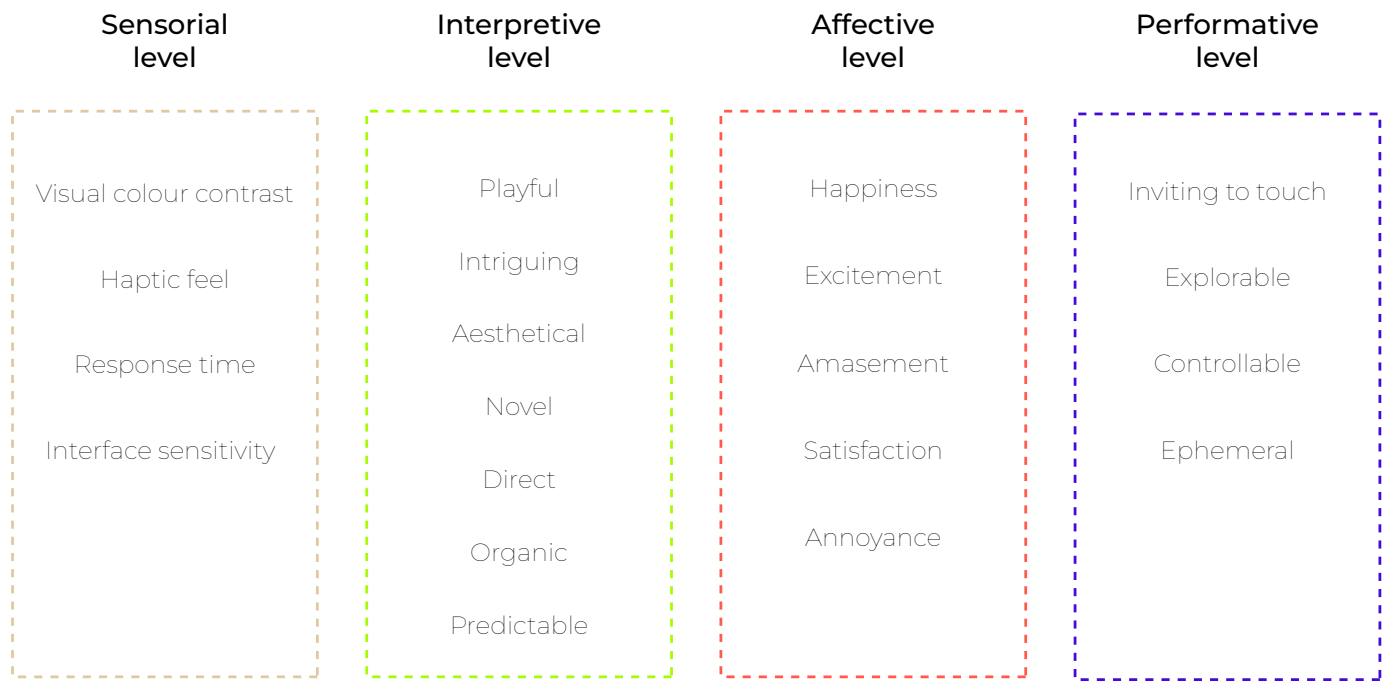 Sensorial
level
Visual colour contrast
Haptic feel
Response time
Interface sensitivity
Interpretive
level
Playful
Intriguing
Aesthetical
Novel
Direct
Organic
Predictable
Affective
level
Happiness
Excitement
Amasement
Satisfaction
Annoyance
Performative
level
Inviting to touch
Explorable
Controllable
Ephemeral